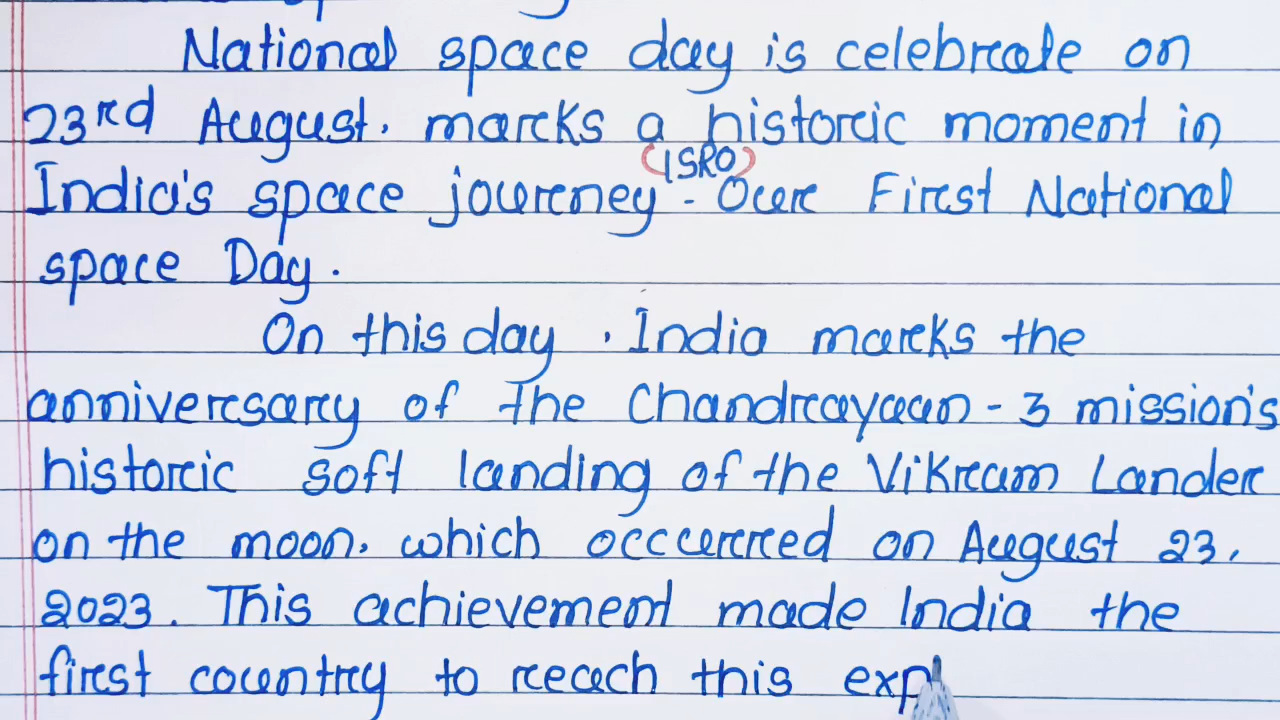 National space day is celebrate on
23rd August, marks a historic moment in
(ISRO)
India's space journey - Our First National
space Day.
On this day, India marks the
anniversary of the Chandrayaan - 3 mission's
historic soft landing of the Vikram Lander
on the moon, which occcurred on August 23,
2023. This achievement made India the
first country to reach this exp